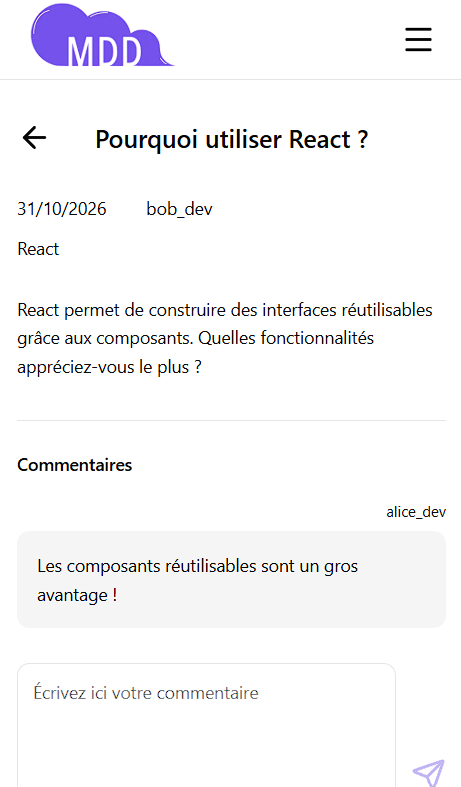 MDD
Pourquoi utiliser React ?
31/10/2026 bob_dev
React
React permet de construire des interfaces réutilisables
grâce aux composants. Quelles fonctionnalités
appréciez-vous le plus ?
Commentaires
alice_dev
Les composants réutilisables sont un gros
avantage !
Écrivez ici votre commentaire